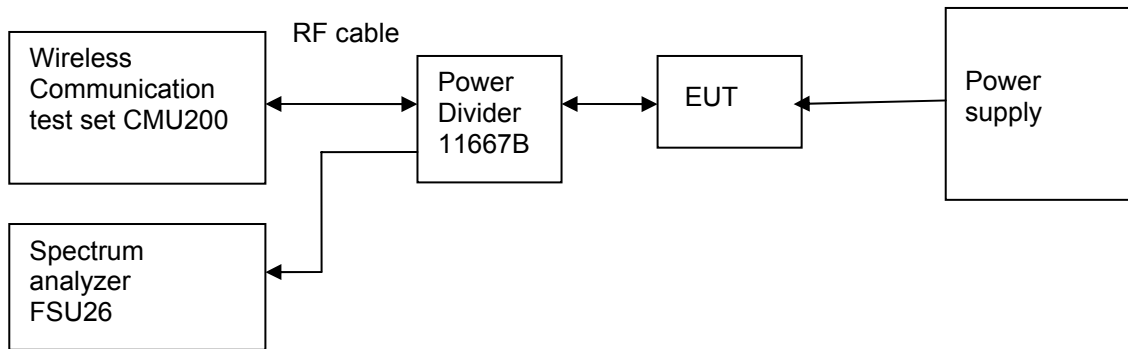 Wireless
Communication
test set CMU200
RF cable
Power
Divider
11667B
EUT
Power
supply
Spectrum
analyzer
FSU26